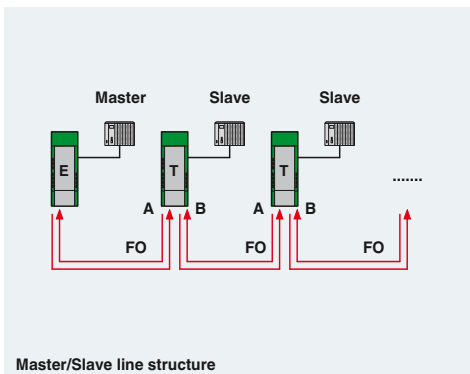 Master Slave Slave
E T T
.......
A B A B
FO FO FO
Master/Slave line structure